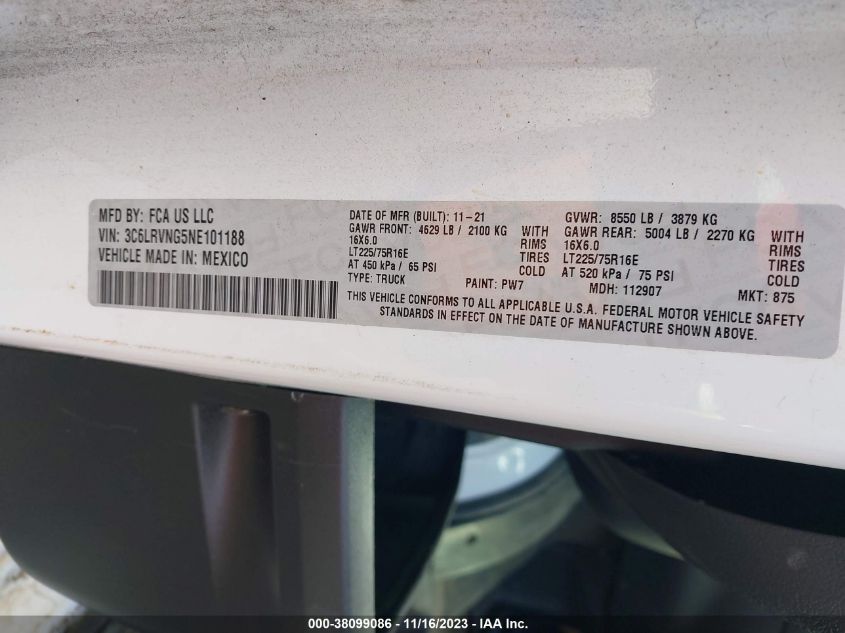 MFD BY: FCA US LLC
VIN: 3C6LRVNG5NE101188
VEHICLE MADE IN: MEXICO
DATE OF MFR (BUILT): 11-21
GAWR FRONT: 4629 LB / 2100 KG WITH
16X6.0 RIMS
LT225/75R16E TIRES
AT 450 kPa / 65 PSI COLD
TYPE: TRUCK PAINT: PW7
GVWR: 8550 LB / 3879 KG
GAWR REAR: 5004 LB / 2270 KG WITH
16X6.0 RIMS
LT225/75R16E TIRES
AT 520 kPa / 75 PSI COLD
MDH: 112907 MKT: 875
THIS VEHICLE CONFORMS TO ALL APPLICABLE U.S.A. FEDERAL MOTOR VEHICLE SAFETY
STANDARDS IN EFFECT ON THE DATE OF MANUFACTURE SHOWN ABOVE.
000-38099086 - 11/16/2023 - IAA Inc.